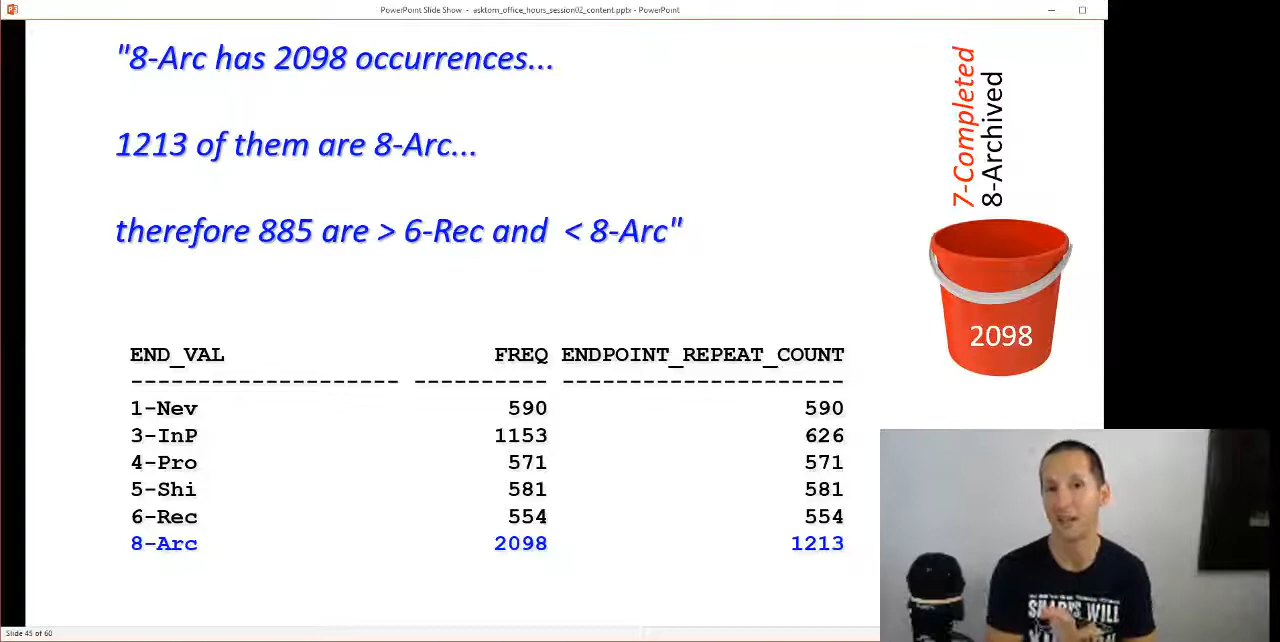 PowerPoint Slide Show - asktom_office_hours_session02_content.pptx - PowerPoint
"8-Arc has 2098 occurrences...
1213 of them are 8-Arc...
therefore 885 are > 6-Rec and < 8-Arc"
7-Completed
8-Archived
2098
END_VAL FREQ ENDPOINT_REPEAT_COUNT
-------------------- ---------- ---------------------
1-Nev 590 590
3-InP 1153 626
4-Pro 571 571
5-Shi 581 581
6-Rec 554 554
8-Arc 2098 1213
SHARKS WILL
Slide 45 of 60